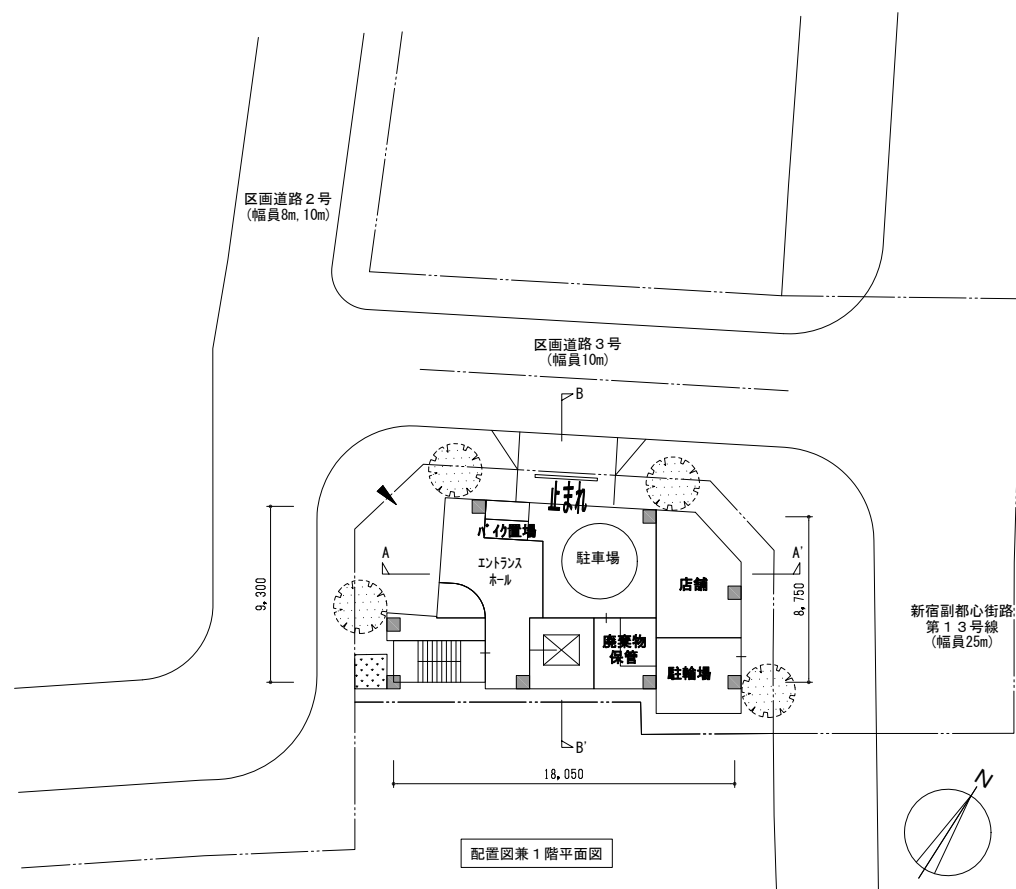 区画道路２号
(幅員8m, 10m)
区画道路３号
(幅員10m)
B
止まれ
バイク置場
駐車場
エントランス
ホール
A
A'
9,300
8,750
店舗
新宿副都心街路
第１３号線
(幅員25m)
廃棄物
保管
駐輪場
B'
18,050
N
配置図兼１階平面図